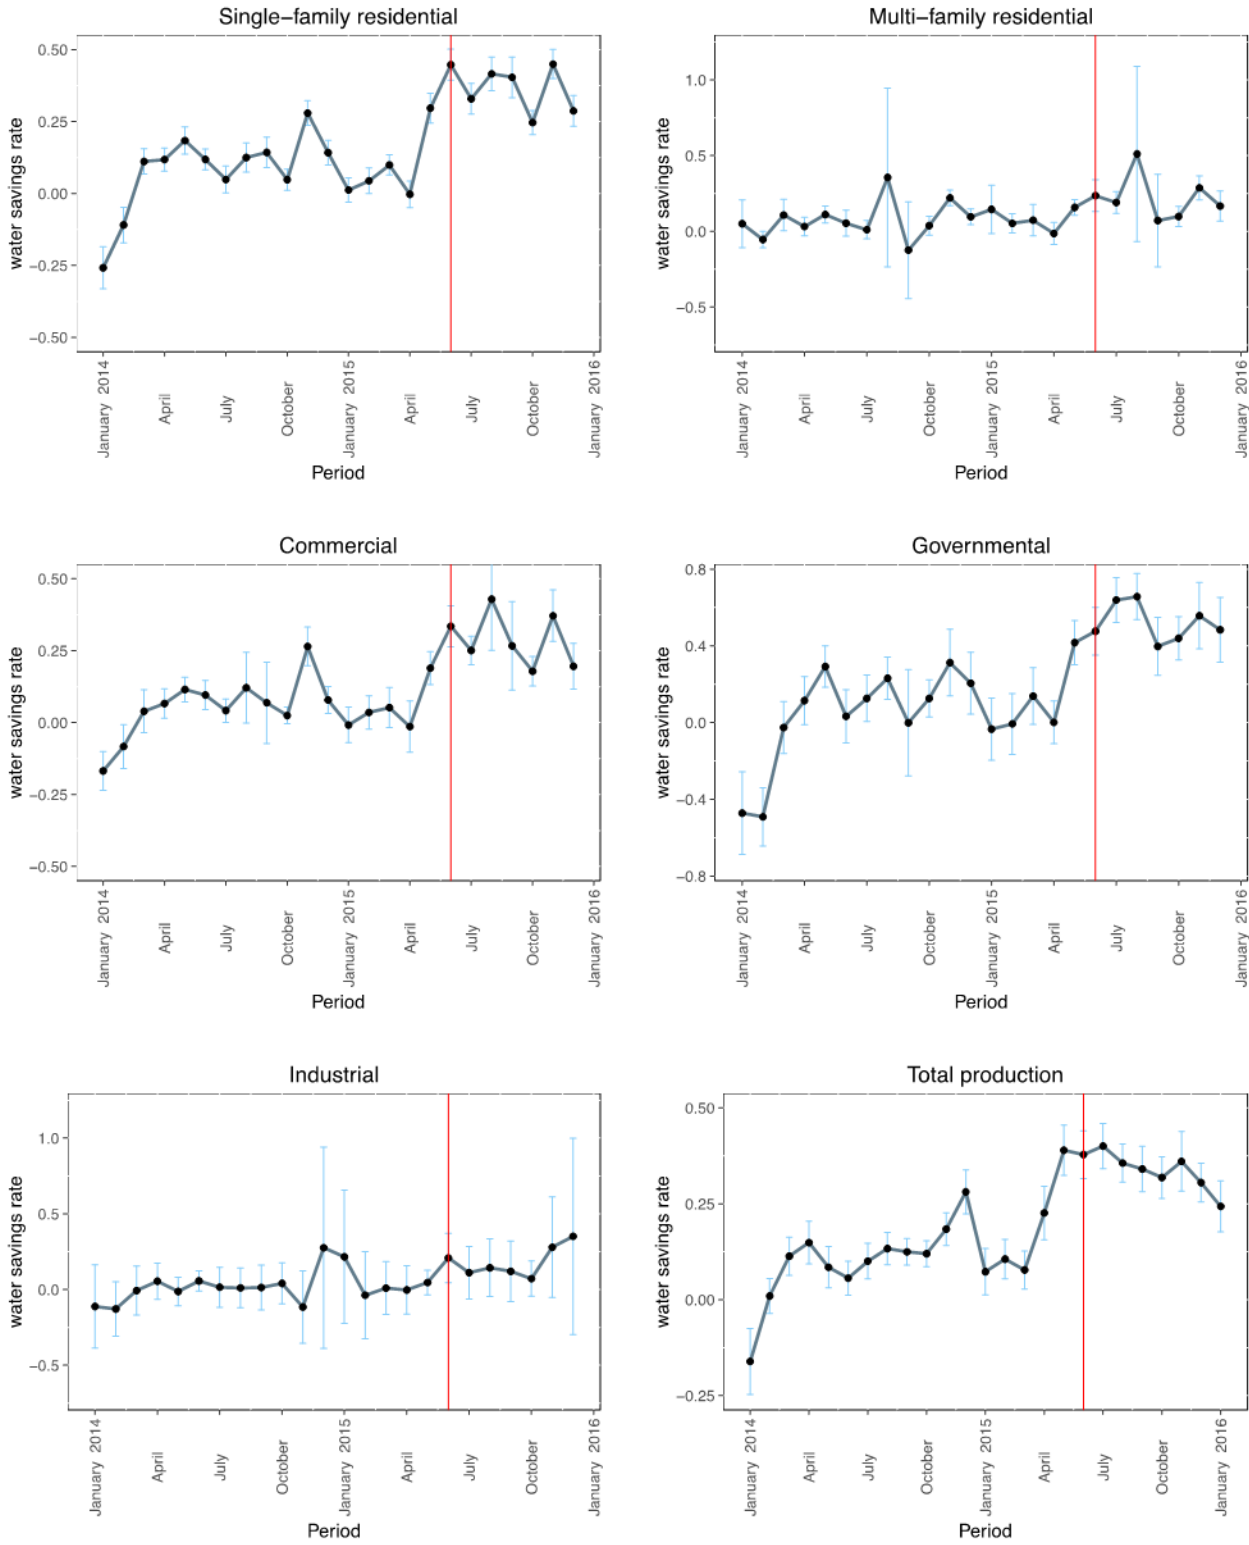 Single−family residential
water savings rate
0.50
0.25
0.00
−0.25
−0.50
January 2014
April
July
October
January 2015
April
July
October
January 2016
Period
Multi−family residential
water savings rate
1.0
0.5
0.0
−0.5
January 2014
April
July
October
January 2015
April
July
October
January 2016
Period
Commercial
water savings rate
0.50
0.25
0.00
−0.25
−0.50
January 2014
April
July
October
January 2015
April
July
October
January 2016
Period
Governmental
water savings rate
0.8
0.4
0.0
−0.4
−0.8
January 2014
April
July
October
January 2015
April
July
October
January 2016
Period
Industrial
water savings rate
1.0
0.5
0.0
−0.5
January 2014
April
July
October
January 2015
April
July
October
January 2016
Period
Total production
water savings rate
0.50
0.25
0.00
−0.25
January 2014
April
July
October
January 2015
April
July
October
January 2016
Period